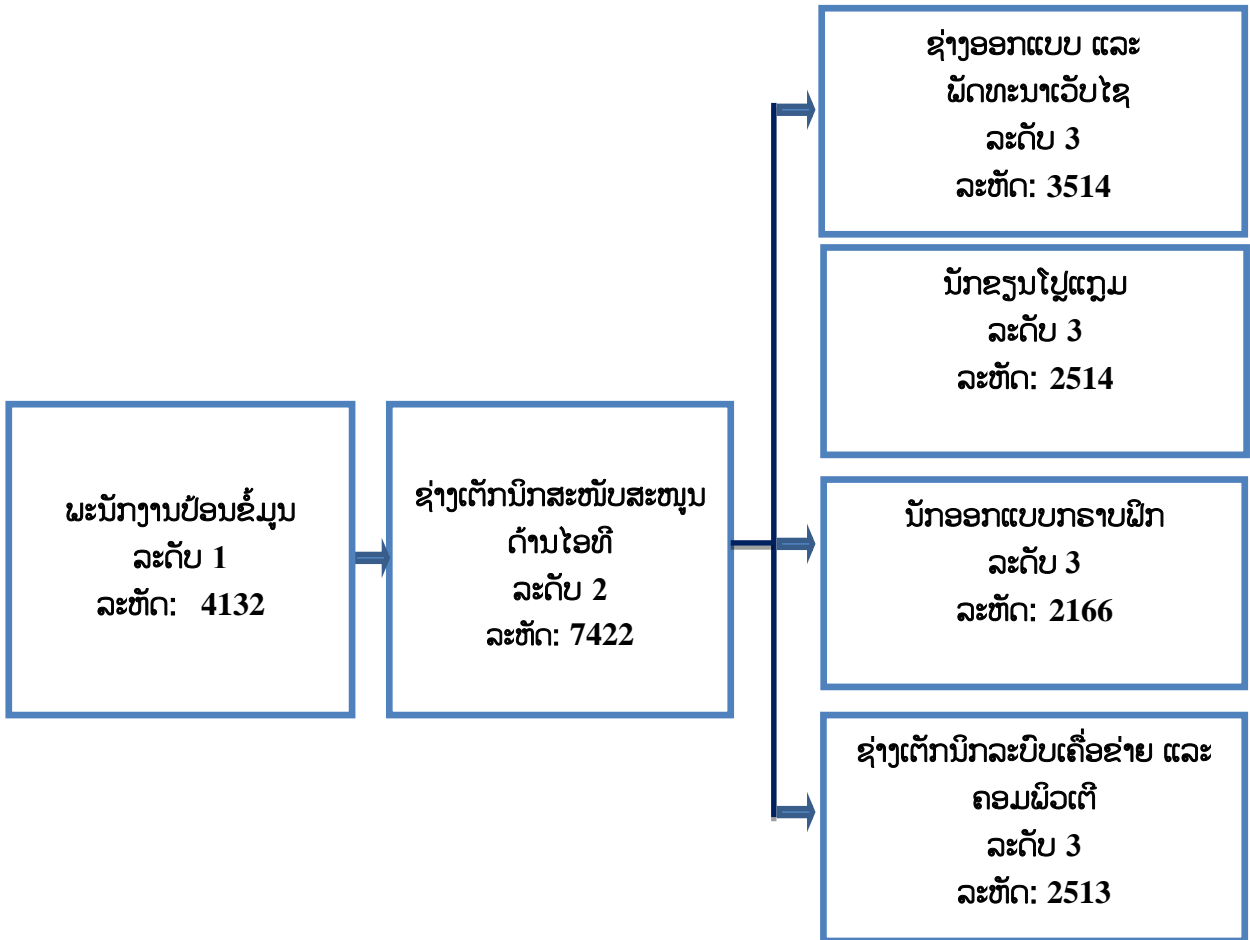 ພະນັກງານປ້ອນຂໍ້ມູນ
ລະດັບ 1
ລະຫັດ: 4132
ຊ່າງເຕັກນິກສະໜັບສະໜູນ
ດ້ານໄອທີ
ລະດັບ 2
ລະຫັດ: 7422
ຊ່າງອອກແບບ ແລະ
ພັດທະນາເວັບໄຊ
ລະດັບ 3
ລະຫັດ: 3514
ນັກຂຽນໂປຼແກຼມ
ລະດັບ 3
ລະຫັດ: 2514
ນັກອອກແບບກຣາບຟິກ
ລະດັບ 3
ລະຫັດ: 2166
ຊ່າງເຕັກນິກລະບົບເຄື່ອຂ່າຍ ແລະ
ຄອມພິວເຕີ
ລະດັບ 3
ລະຫັດ: 2513